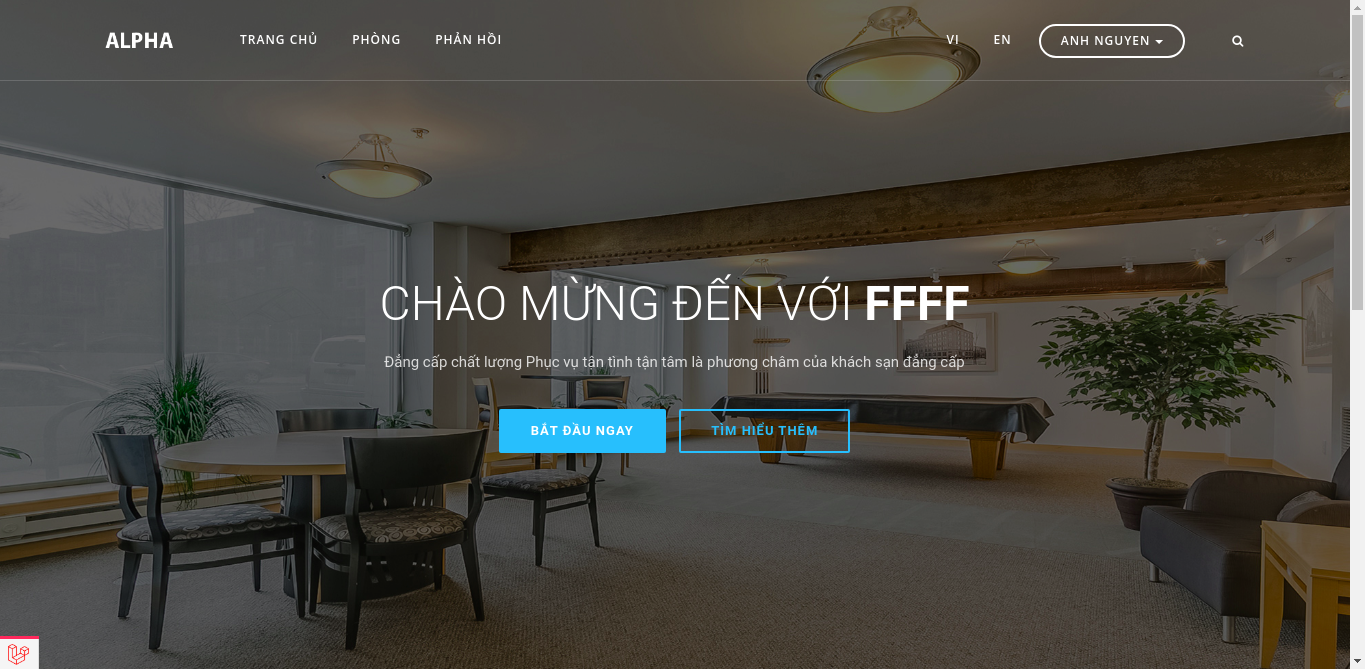 ALPHA
TRANG CHỦ
PHÒNG
PHẢN HỒI
VI
EN
ANH NGUYEN
CHÀO MỪNG ĐẾN VỚI FFFF
Đẳng cấp chất lượng Phục vụ tận tình tận tâm là phương châm của khách sạn đẳng cấp
BẮT ĐẦU NGAY
TÌM HIỂU THÊM